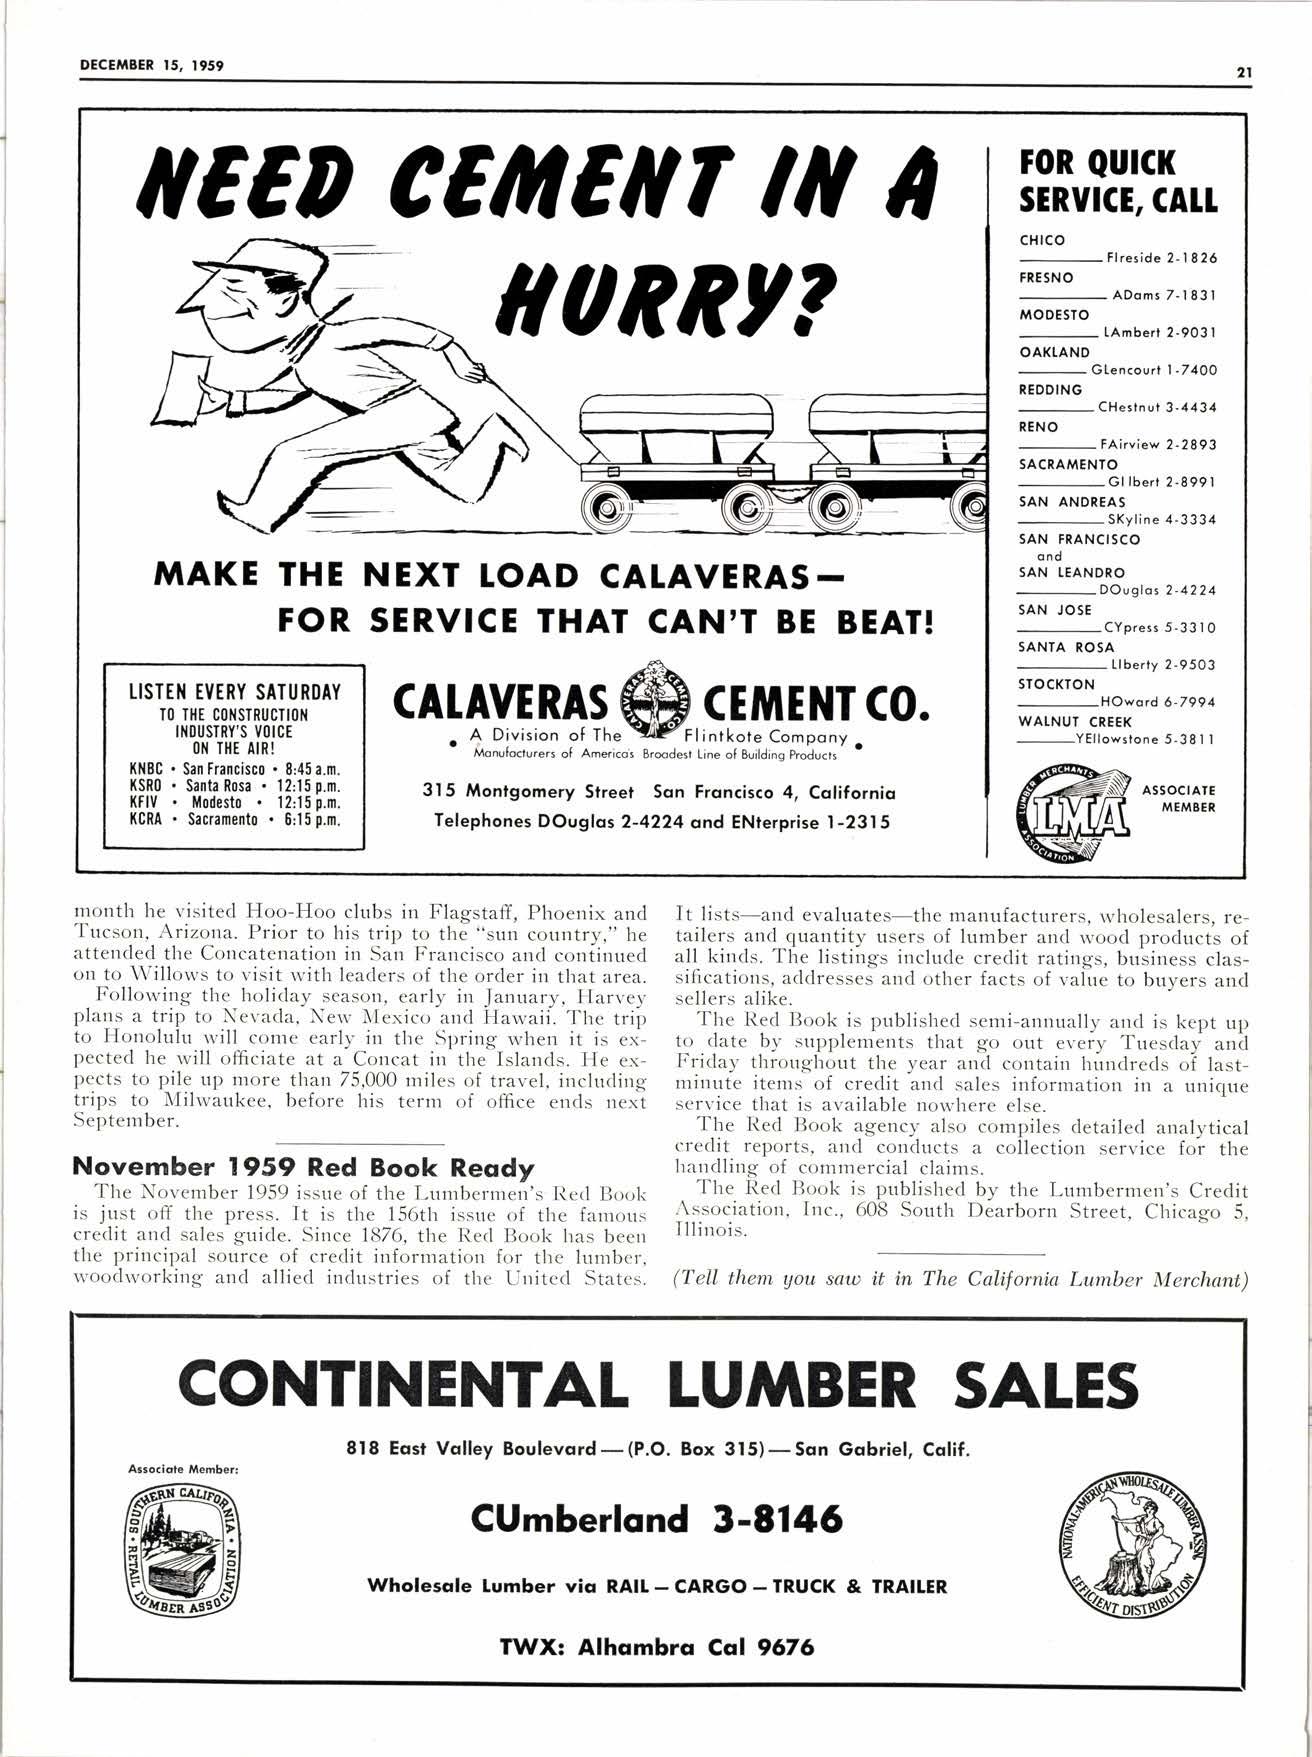 DECEMBER 15, 1959
21
NEED CEMENT IN A
HURRY?
MAKE THE NEXT LOAD CALAVERAS—
FOR SERVICE THAT CAN'T BE BEAT!
LISTEN EVERY SATURDAY
TO THE CONSTRUCTION
INDUSTRY'S VOICE
ON THE AIR!
KNBC • San Francisco • 8:45 a.m.
KSRO • Santa Rosa • 12:15 p.m.
KFIV • Modesto • 12:15 p.m.
KCRA • Sacramento • 6:15 p.m.
CALAVERAS CEMENT CO.
CALAVERAS CEMENT CO.
• A Division of The Flintkote Company •
Manufacturers of America's Broadest Line of Building Products
315 Montgomery Street San Francisco 4, California
Telephones DOuglas 2-4224 and ENterprise 1-2315
FOR QUICK
SERVICE, CALL
CHICO
FIreside 2-1826
FRESNO
ADams 7-1831
MODESTO
LAmbert 2-9031
OAKLAND
GLencourt 1-7400
REDDING
CHestnut 3-4434
RENO
FAirview 2-2893
SACRAMENTO
GIlbert 2-8991
SAN ANDREAS
SKyline 4-3334
SAN FRANCISCO
and
SAN LEANDRO
DOuglas 2-4224
SAN JOSE
CYpress 5-3310
SANTA ROSA
LIberty 2-9503
STOCKTON
HOward 6-7994
WALNUT CREEK
YEllowstone 5-3811
LUMBER MERCHANTS ASSOCIATION
LMA
ASSOCIATE
MEMBER
month he visited Hoo-Hoo clubs in Flagstaff, Phoenix and
Tucson, Arizona. Prior to his trip to the “sun country,” he
attended the Concatenation in San Francisco and continued
on to Willows to visit with leaders of the order in that area.
Following the holiday season, early in January, Harvey
plans a trip to Nevada, New Mexico and Hawaii. The trip
to Honolulu will come early in the Spring when it is ex-
pected he will officiate at a Concat in the Islands. He ex-
pects to pile up more than 75,000 miles of travel, including
trips to Milwaukee, before his term of office ends next
September.
November 1959 Red Book Ready
The November 1959 issue of the Lumbermen's Red Book
is just off the press. It is the 156th issue of the famous
credit and sales guide. Since 1876, the Red Book has been
the principal source of credit information for the lumber,
woodworking and allied industries of the United States.
It lists—and evaluates—the manufacturers, wholesalers, re-
tailers and quantity users of lumber and wood products of
all kinds. The listings include credit ratings, business clas-
sifications, addresses and other facts of value to buyers and
sellers alike.
The Red Book is published semi-annually and is kept up
to date by supplements that go out every Tuesday and
Friday throughout the year and contain hundreds of last-
minute items of credit and sales information in a unique
service that is available nowhere else.
The Red Book agency also compiles detailed analytical
credit reports, and conducts a collection service for the
handling of commercial claims.
The Red Book is published by the Lumbermen's Credit
Association, Inc., 608 South Dearborn Street, Chicago 5,
Illinois.
(Tell them you saw it in The California Lumber Merchant)
CONTINENTAL LUMBER SALES
818 East Valley Boulevard—(P.O. Box 315)—San Gabriel, Calif.
Associate Member:
SOUTHERN CALIFORNIA • RETAIL LUMBER ASSOCIATION •
CUmberland 3-8146
Wholesale Lumber via RAIL – CARGO – TRUCK & TRAILER
TWX: Alhambra Cal 9676
NATIONAL-AMERICAN WHOLESALE LUMBER ASSN.
EFFICIENT DISTRIBUTION